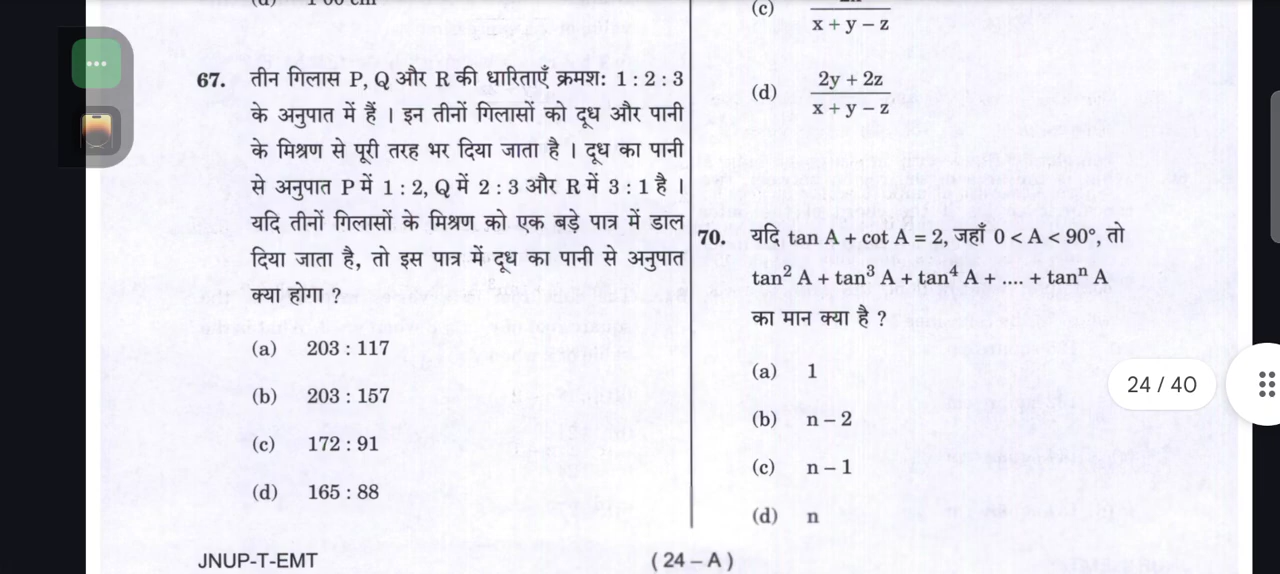 67. तीन गिलास P, Q और R की धारिताएँ क्रमशः 1 : 2 : 3
के अनुपात में हैं । इन तीनों गिलासों को दूध और पानी
के मिश्रण से पूरी तरह भर दिया जाता है । दूध का पानी
से अनुपात P में 1 : 2, Q में 2 : 3 और R में 3 : 1 है ।
यदि तीनों गिलासों के मिश्रण को एक बड़े पात्र में डाल
दिया जाता है, तो इस पात्र में दूध का पानी से अनुपात
क्या होगा ?
(a) 203 : 117
(b) 203 : 157
(c) 172 : 91
(d) 165 : 88
JNUP-T-EMT
(c)
x + y – z
(d) 2y + 2z
x + y – z
70. यदि tan A + cot A = 2, जहाँ 0 < A < 90°, तो
tan² A + tan³ A + tan⁴ A + .... + tanⁿ A
का मान क्या है ?
(a) 1
(b) n – 2
(c) n – 1
(d) n
( 24 – A )
24 / 40